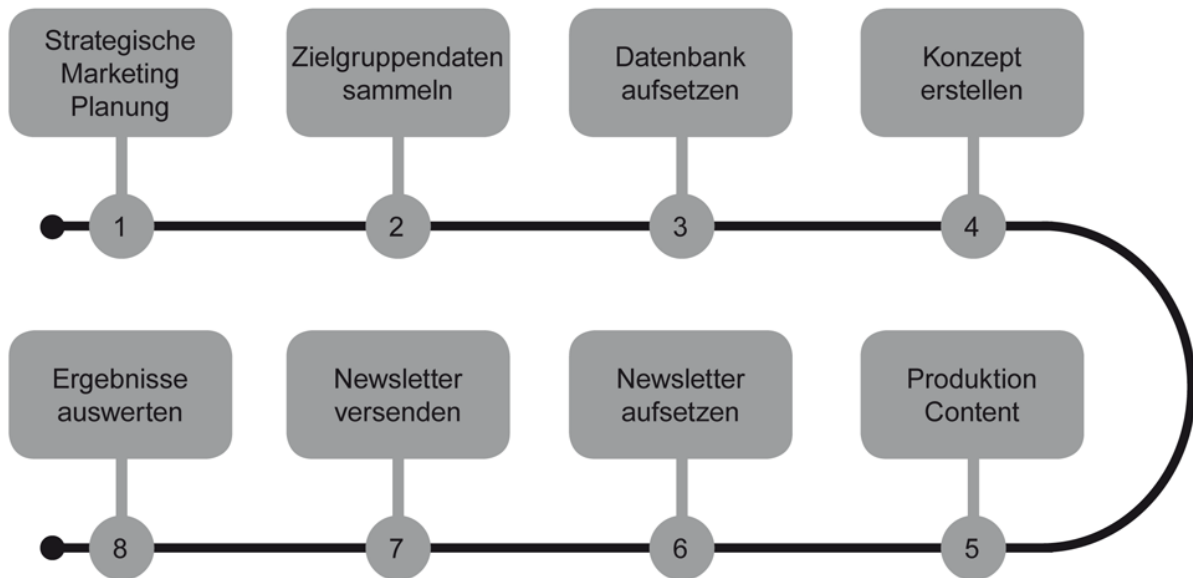 Strategische
Marketing
Planung
Zielgruppendaten
sammeln
Datenbank
aufsetzen
Konzept
erstellen
1
2
3
4
Ergebnisse
auswerten
Newsletter
versenden
Newsletter
aufsetzen
Produktion
Content
8
7
6
5